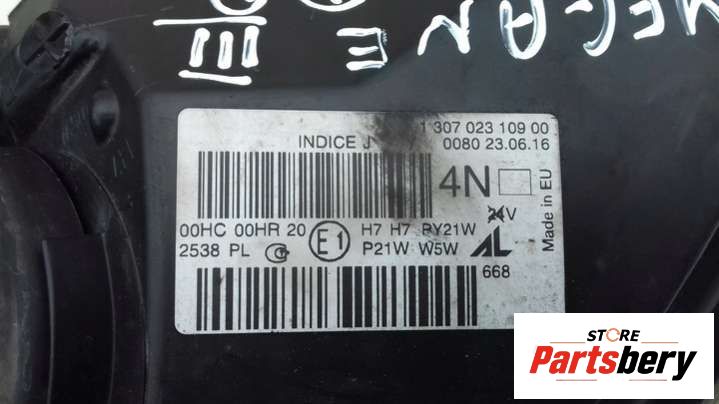 MEGANE
III
INDICE J
1 307 023 109 00
0080 23.06.16
4N
Made in EU
00HC 00HR 20
2538 PL
E1
H7 H7 PY21W
P21W W5W
24V
AL
668
STORE
Partsbery